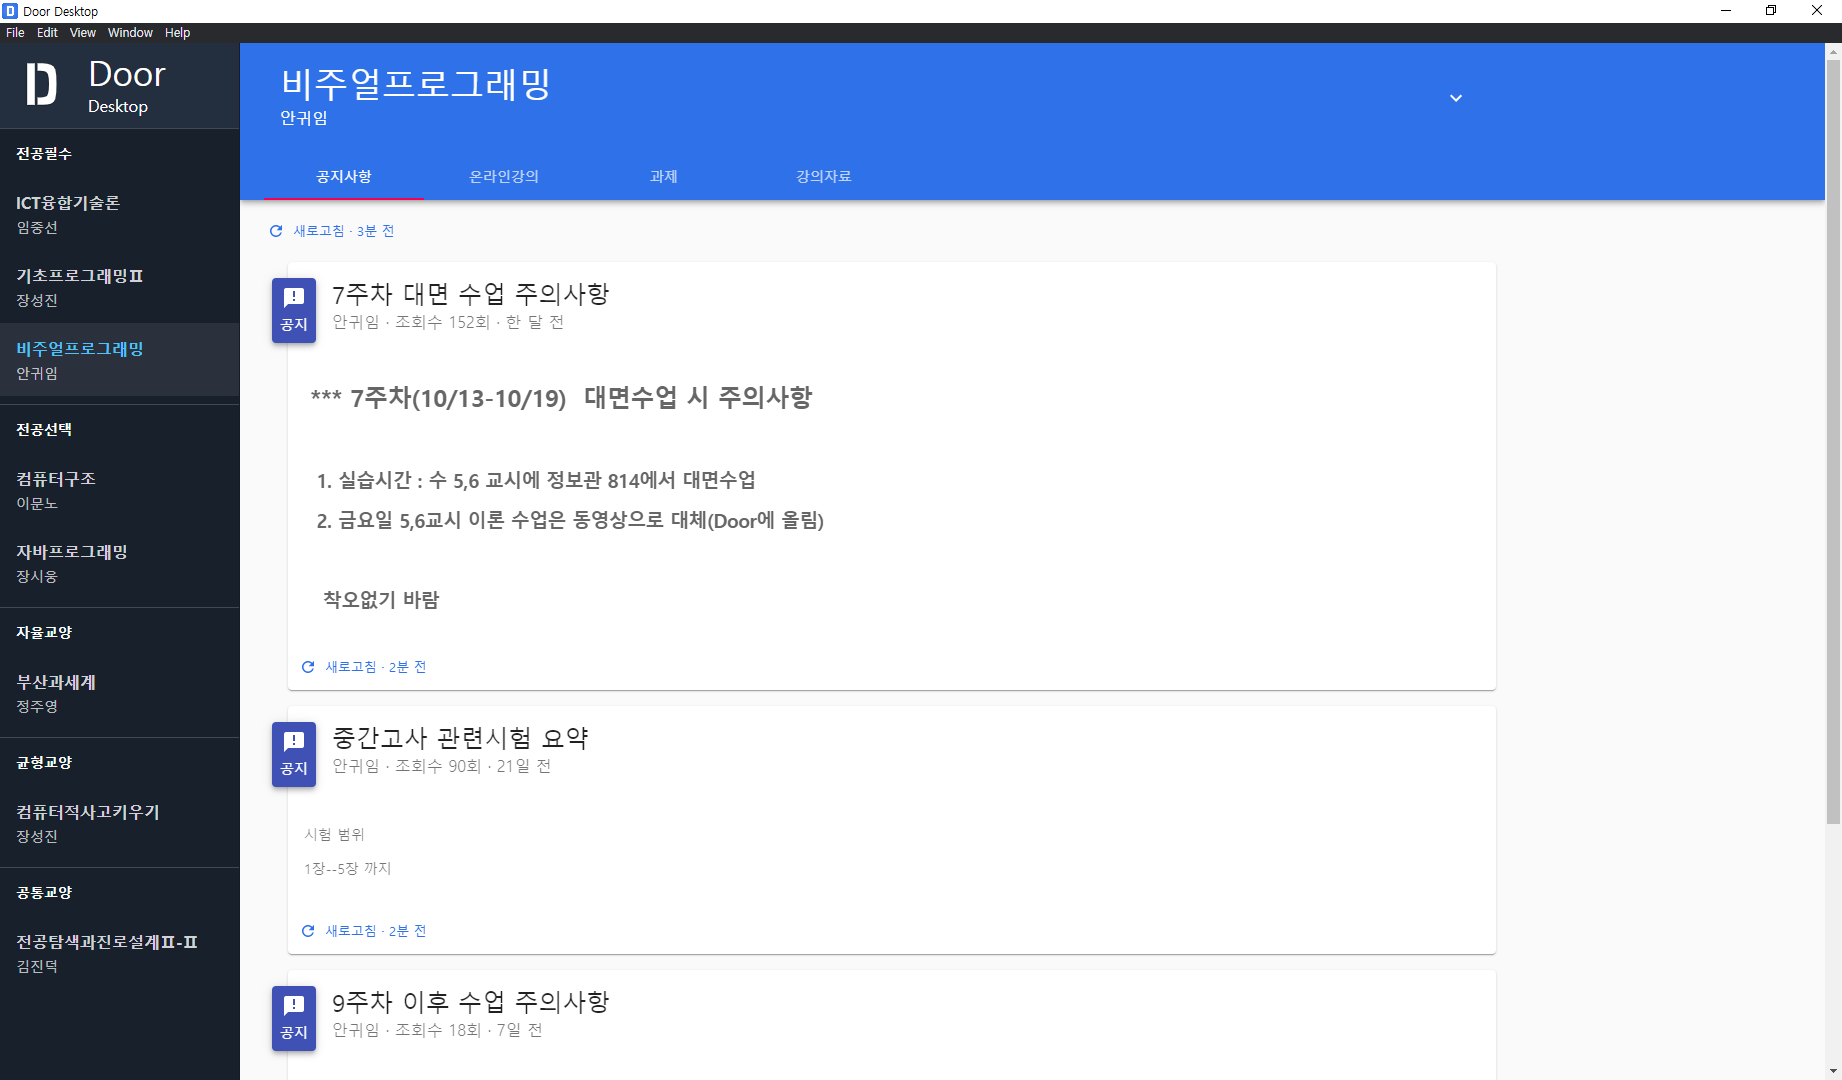 Door Desktop
File Edit View Window Help
Door
Desktop
전공필수
ICT융합기술론
임중선
기초프로그래밍Ⅱ
장성진
비주얼프로그래밍
안귀임
전공선택
컴퓨터구조
이문노
자바프로그래밍
장시웅
자율교양
부산과세계
정주영
균형교양
컴퓨터적사고키우기
장성진
공통교양
전공탐색과진로설계Ⅱ-Ⅱ
김진덕
비주얼프로그래밍
안귀임
공지사항 온라인강의 과제 강의자료
새로고침 · 3분 전
공지
7주차 대면 수업 주의사항
안귀임 · 조회수 152회 · 한 달 전
*** 7주차(10/13-10/19) 대면수업 시 주의사항
1. 실습시간 : 수 5,6 교시에 정보관 814에서 대면수업
2. 금요일 5,6교시 이론 수업은 동영상으로 대체(Door에 올림)
착오없기 바람
새로고침 · 2분 전
공지
중간고사 관련시험 요약
안귀임 · 조회수 90회 · 21일 전
시험 범위
1장--5장 까지
새로고침 · 2분 전
공지
9주차 이후 수업 주의사항
안귀임 · 조회수 18회 · 7일 전